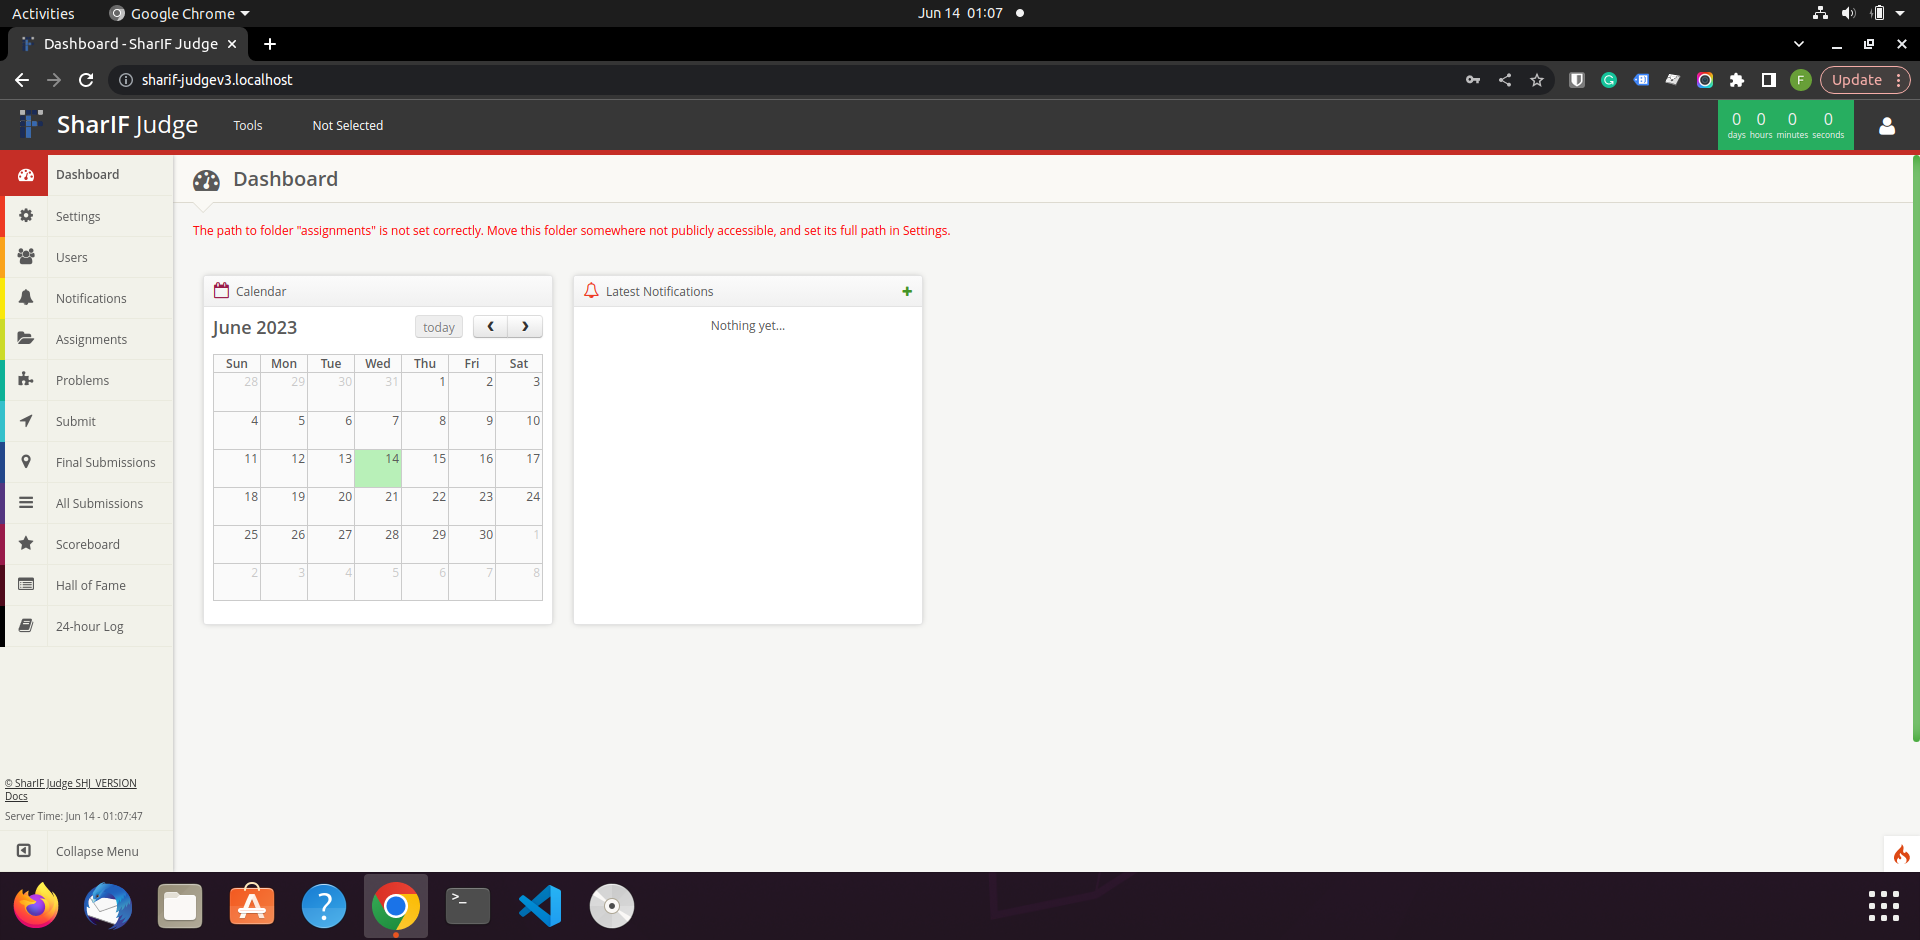 Activities
Google Chrome
Jun 14 01:07
Dashboard - SharIF Judge
sharif-judgev3.localhost
F
Update
SharIF Judge
Tools
Not Selected
0 0 0 0
days hours minutes seconds
Dashboard
Settings
Users
Notifications
Assignments
Problems
Submit
Final Submissions
All Submissions
Scoreboard
Hall of Fame
24-hour Log
© SharIF Judge SHJ_VERSION
Docs
Server Time: Jun 14 - 01:07:47
Collapse Menu
Dashboard
The path to folder "assignments" is not set correctly. Move this folder somewhere not publicly accessible, and set its full path in Settings.
Calendar
June 2023
today
Sun Mon Tue Wed Thu Fri Sat
28 29 30 31 1 2 3
4 5 6 7 8 9 10
11 12 13 14 15 16 17
18 19 20 21 22 23 24
25 26 27 28 29 30 1
2 3 4 5 6 7 8
Latest Notifications
Nothing yet...